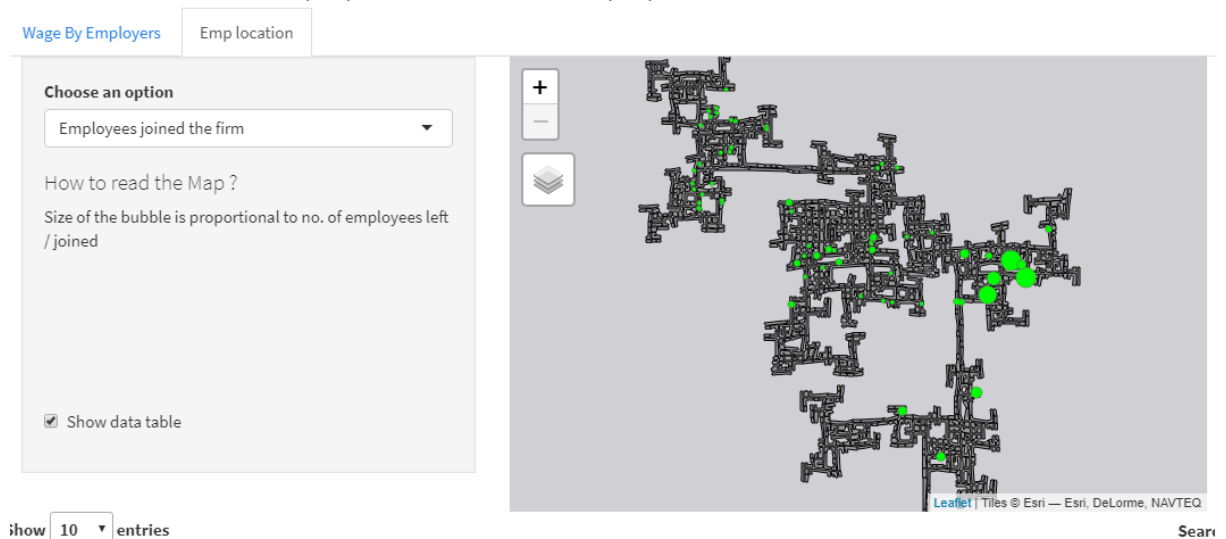 Wage By Employers
Emp location
Choose an option
Employees joined the firm
How to read the Map ?
Size of the bubble is proportional to no. of employees left
/ joined
Show data table
+
−
Leaflet | Tiles © Esri — Esri, DeLorme, NAVTEQ
Show 10 entries